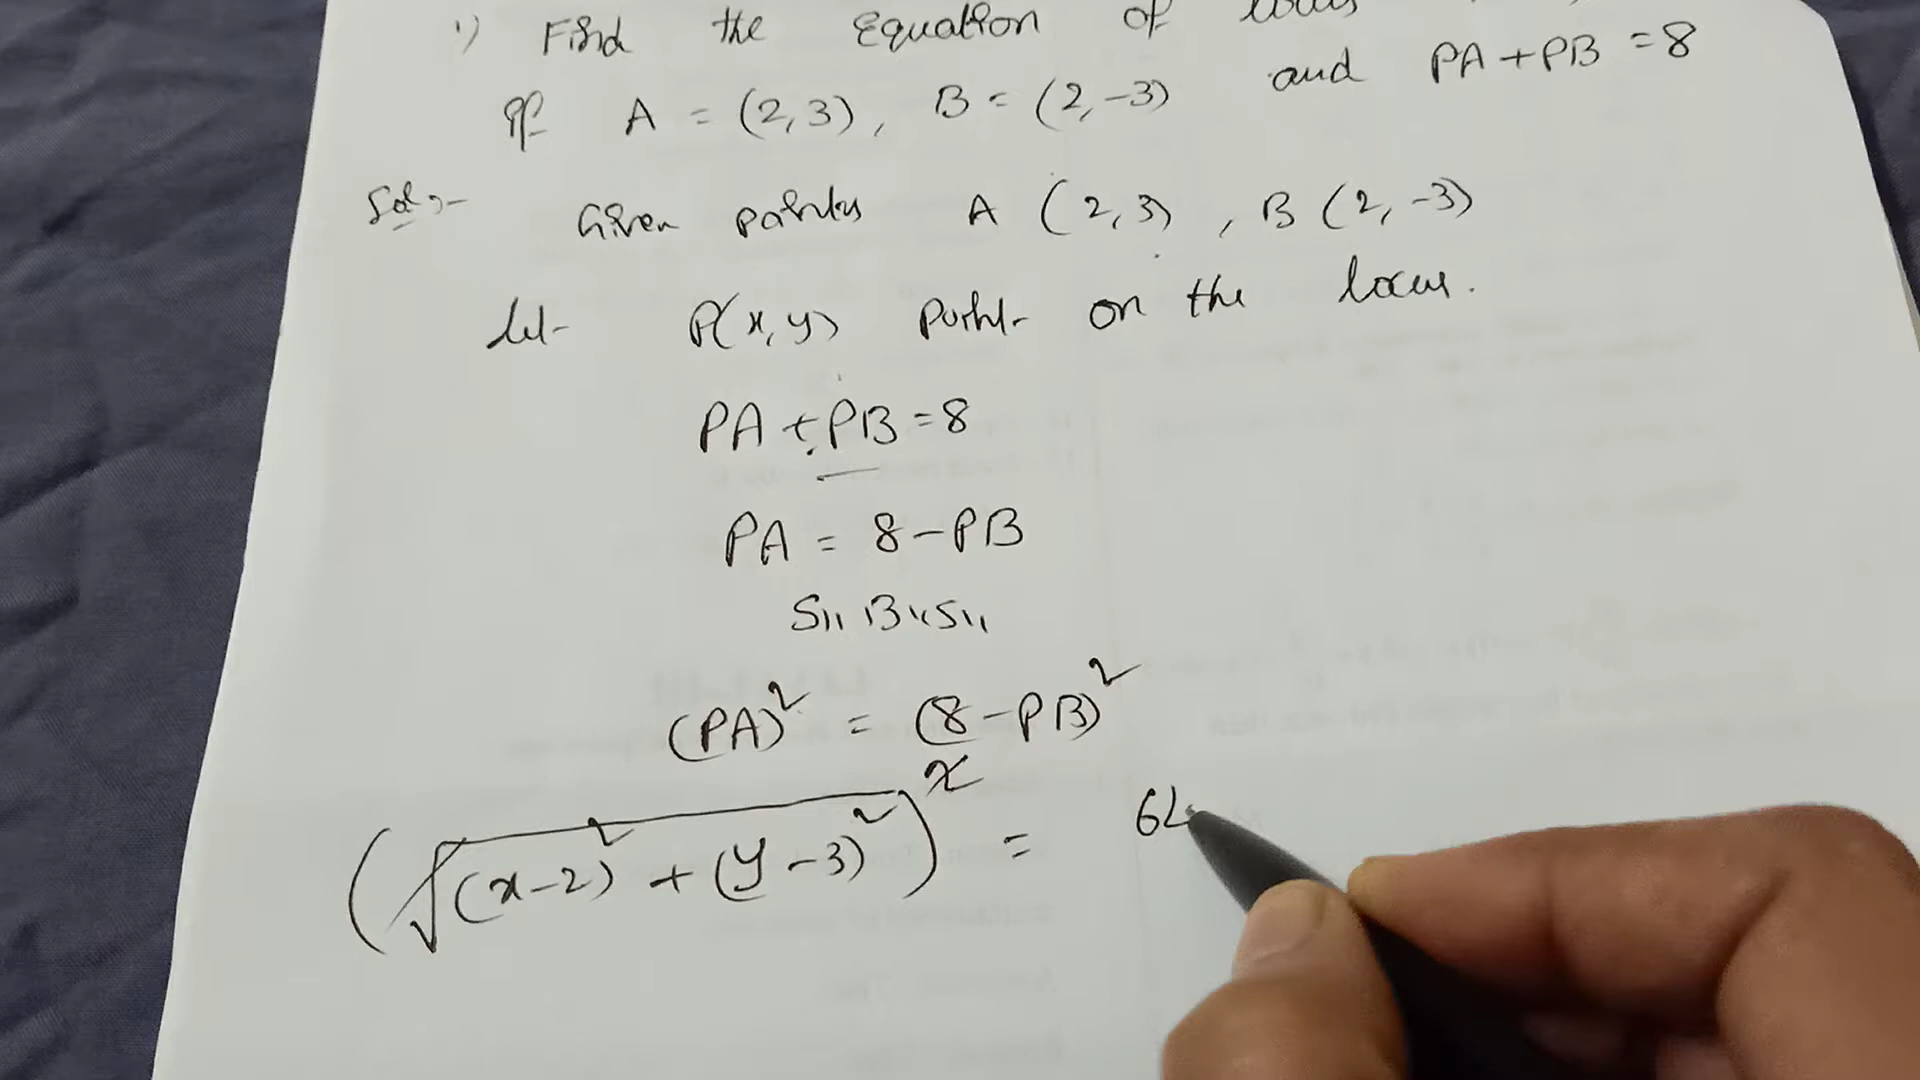 1) Find the Equation of locus
if A = (2,3), B = (2,-3) and PA+PB=8
Sol:- Given points A (2,3), B(2,-3)
Let P(x,y) point on the locus.
PA+PB=8
PA = 8-PB
S,, B,,S,,
(PA)² = (8-PB)²
(√(x-2)²+(y-3)²)² = 64